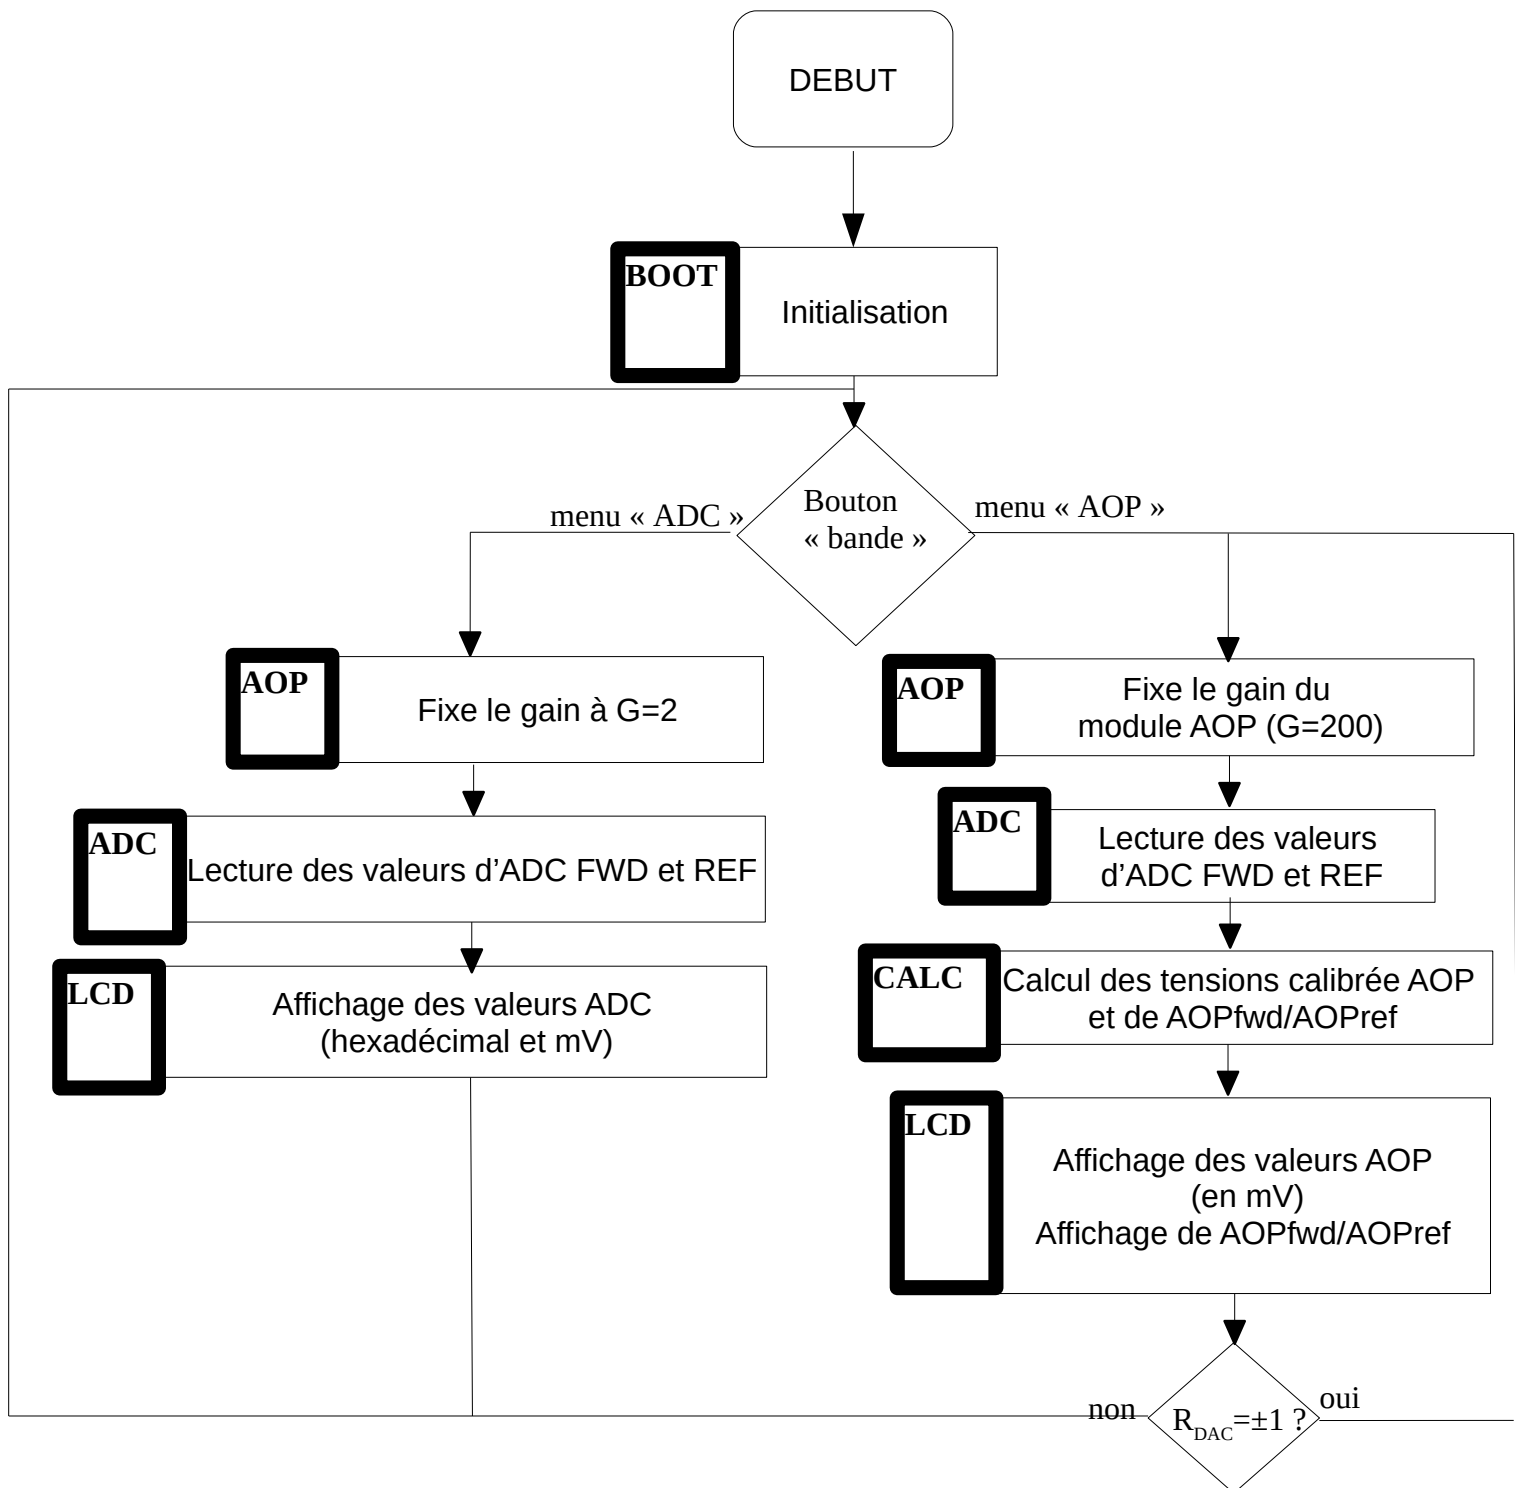 DEBUT
BOOT
Initialisation
Bouton
« bande »
menu « ADC »
menu « AOP »
AOP
Fixe le gain à G=2
ADC
Lecture des valeurs d’ADC FWD et REF
LCD
Affichage des valeurs ADC
(hexadécimal et mV)
AOP
Fixe le gain du
module AOP (G=200)
ADC
Lecture des valeurs
d’ADC FWD et REF
CALC
Calcul des tensions calibrée AOP
et de AOPfwd/AOPref
LCD
Affichage des valeurs AOP
(en mV)
Affichage de AOPfwd/AOPref
non
RDAC=±1 ?
oui